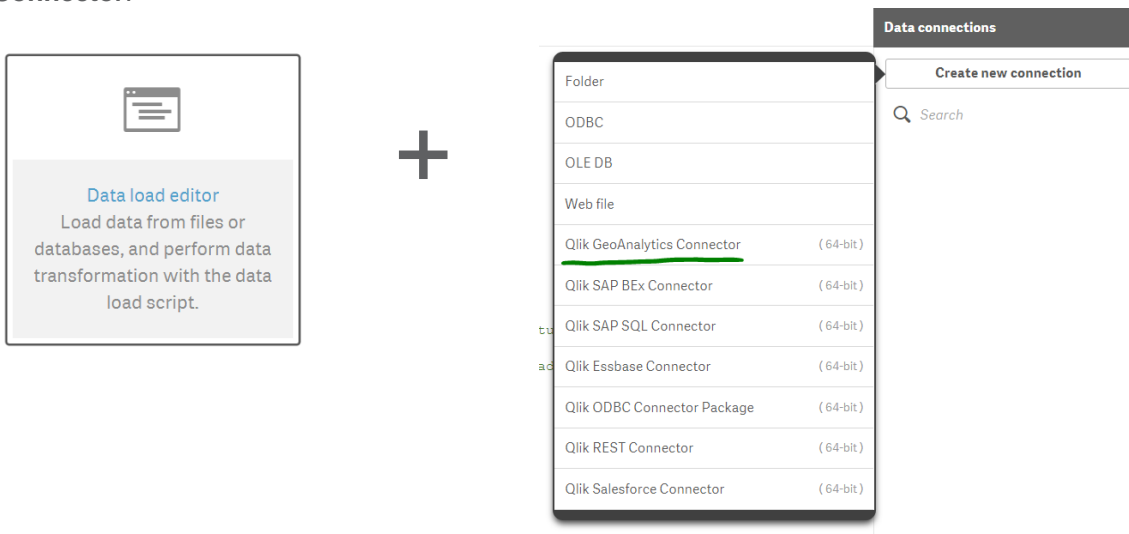 Data load editor
Load data from files or
databases, and perform data
transformation with the data
load script.
+
Folder
ODBC
OLE DB
Web file
Qlik GeoAnalytics Connector (64-bit)
Qlik SAP BEx Connector (64-bit)
Qlik SAP SQL Connector (64-bit)
Qlik Essbase Connector (64-bit)
Qlik ODBC Connector Package (64-bit)
Qlik REST Connector (64-bit)
Qlik Salesforce Connector (64-bit)
tu
ad
Data connections
Create new connection
Search